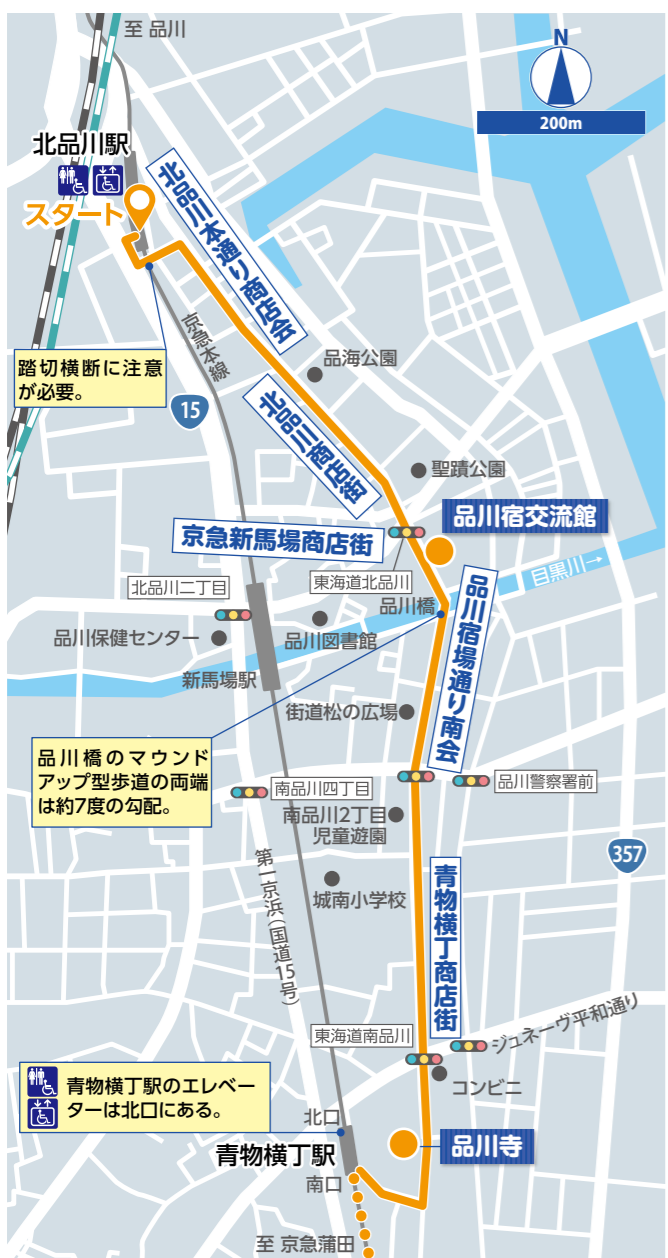 至 品川
N
200m
北品川駅
スタート
北品川本通り商店会
京急本線
踏切横断に注意
が必要。
15
品海公園
北品川商店街
聖蹟公園
品川宿交流館
京急新馬場商店街
東海道北品川
目黒川→
北品川二丁目
品川橋
品川保健センター
品川図書館
新馬場駅
品川宿場通り南会
街道松の広場
品川橋のマウンド
アップ型歩道の両端
は約7度の勾配。
南品川四丁目
品川警察署前
南品川2丁目
児童遊園
357
第一京浜(国道15号)
城南小学校
青物横丁商店街
東海道南品川
ジュネーヴ平和通り
コンビニ
青物横丁駅のエレベー
ターは北口にある。
北口
青物横丁駅
南口
品川寺
至 京急蒲田